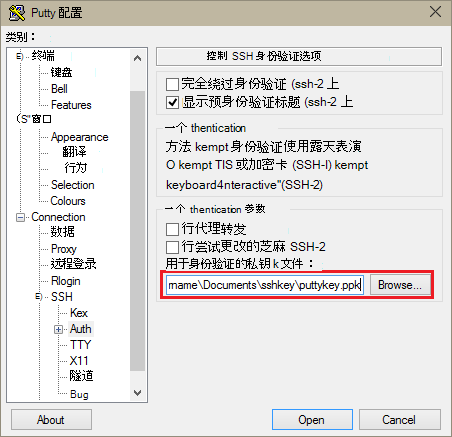 Putty 配置
类别：
终端
键盘
Bell
Features
(S"窗口
Appearance
翻译
行为
Selection
Colours
Connection
数据
Proxy
远程登录
Rlogin
SSH
Kex
Auth
TTY
X11
隧道
Bug
控制 SSH 身份验证选项
完全绕过身份验证 (ssh-2 上
显示预身份验证标题 (ssh-2 上
一个 thentication
方法 kempt 身份验证使用露天表演
O kempt TIS 或加密卡 (SSH-I) kempt
keyboard4nteractive"(SSH-2)
一个 thentication 参数
行代理转发
行尝试更改的芝麻 SSH-2
用于身份验证的私钥 k 文件：
mame\Documents\sshkey\puttykey.ppk
Browse...
About
Open
Cancel